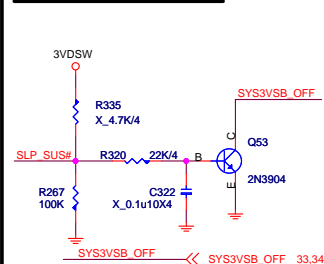 3VDSW
R335
X_4.7K/4
SYS3VSB_OFF
SLP_SUS#
R320
22K/4
B
C
E
Q53
2N3904
R267
100K
C322
X_0.1u10X4
SYS3VSB_OFF
SYS3VSB_OFF 33,34